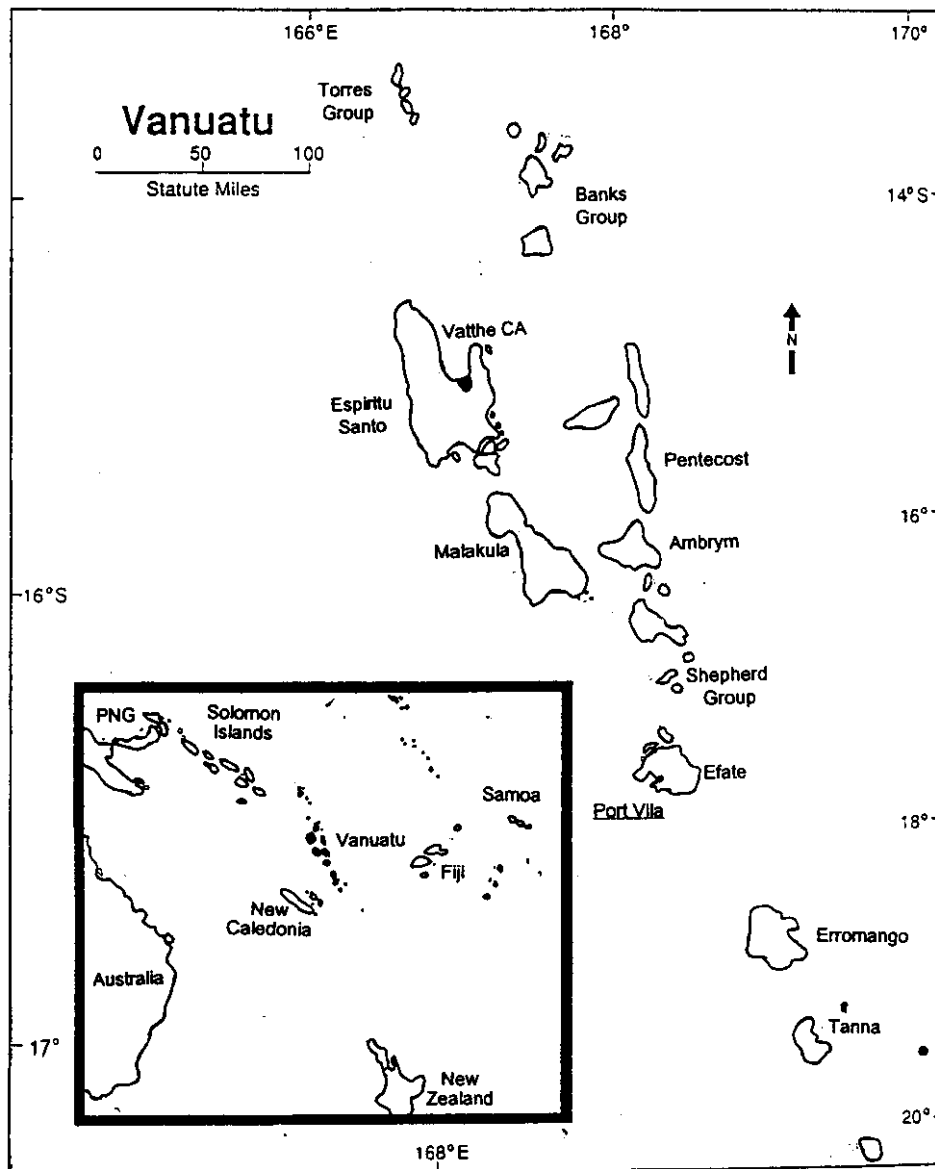 166°E
168°E
170°
Torres
Group
Vanuatu
0 50 100
Statute Miles
Banks
Group
14°S
N
Vatthe CA
Espiritu
Santo
Pentecost
16°
Malakula
Ambrym
16°S
Shepherd
Group
Efate
Port Vila
18°
Erromango
Tanna
17°
20°
168°E
PNG
Solomon
Islands
Samoa
Vanuatu
Fiji
New
Caledonia
Australia
New
Zealand